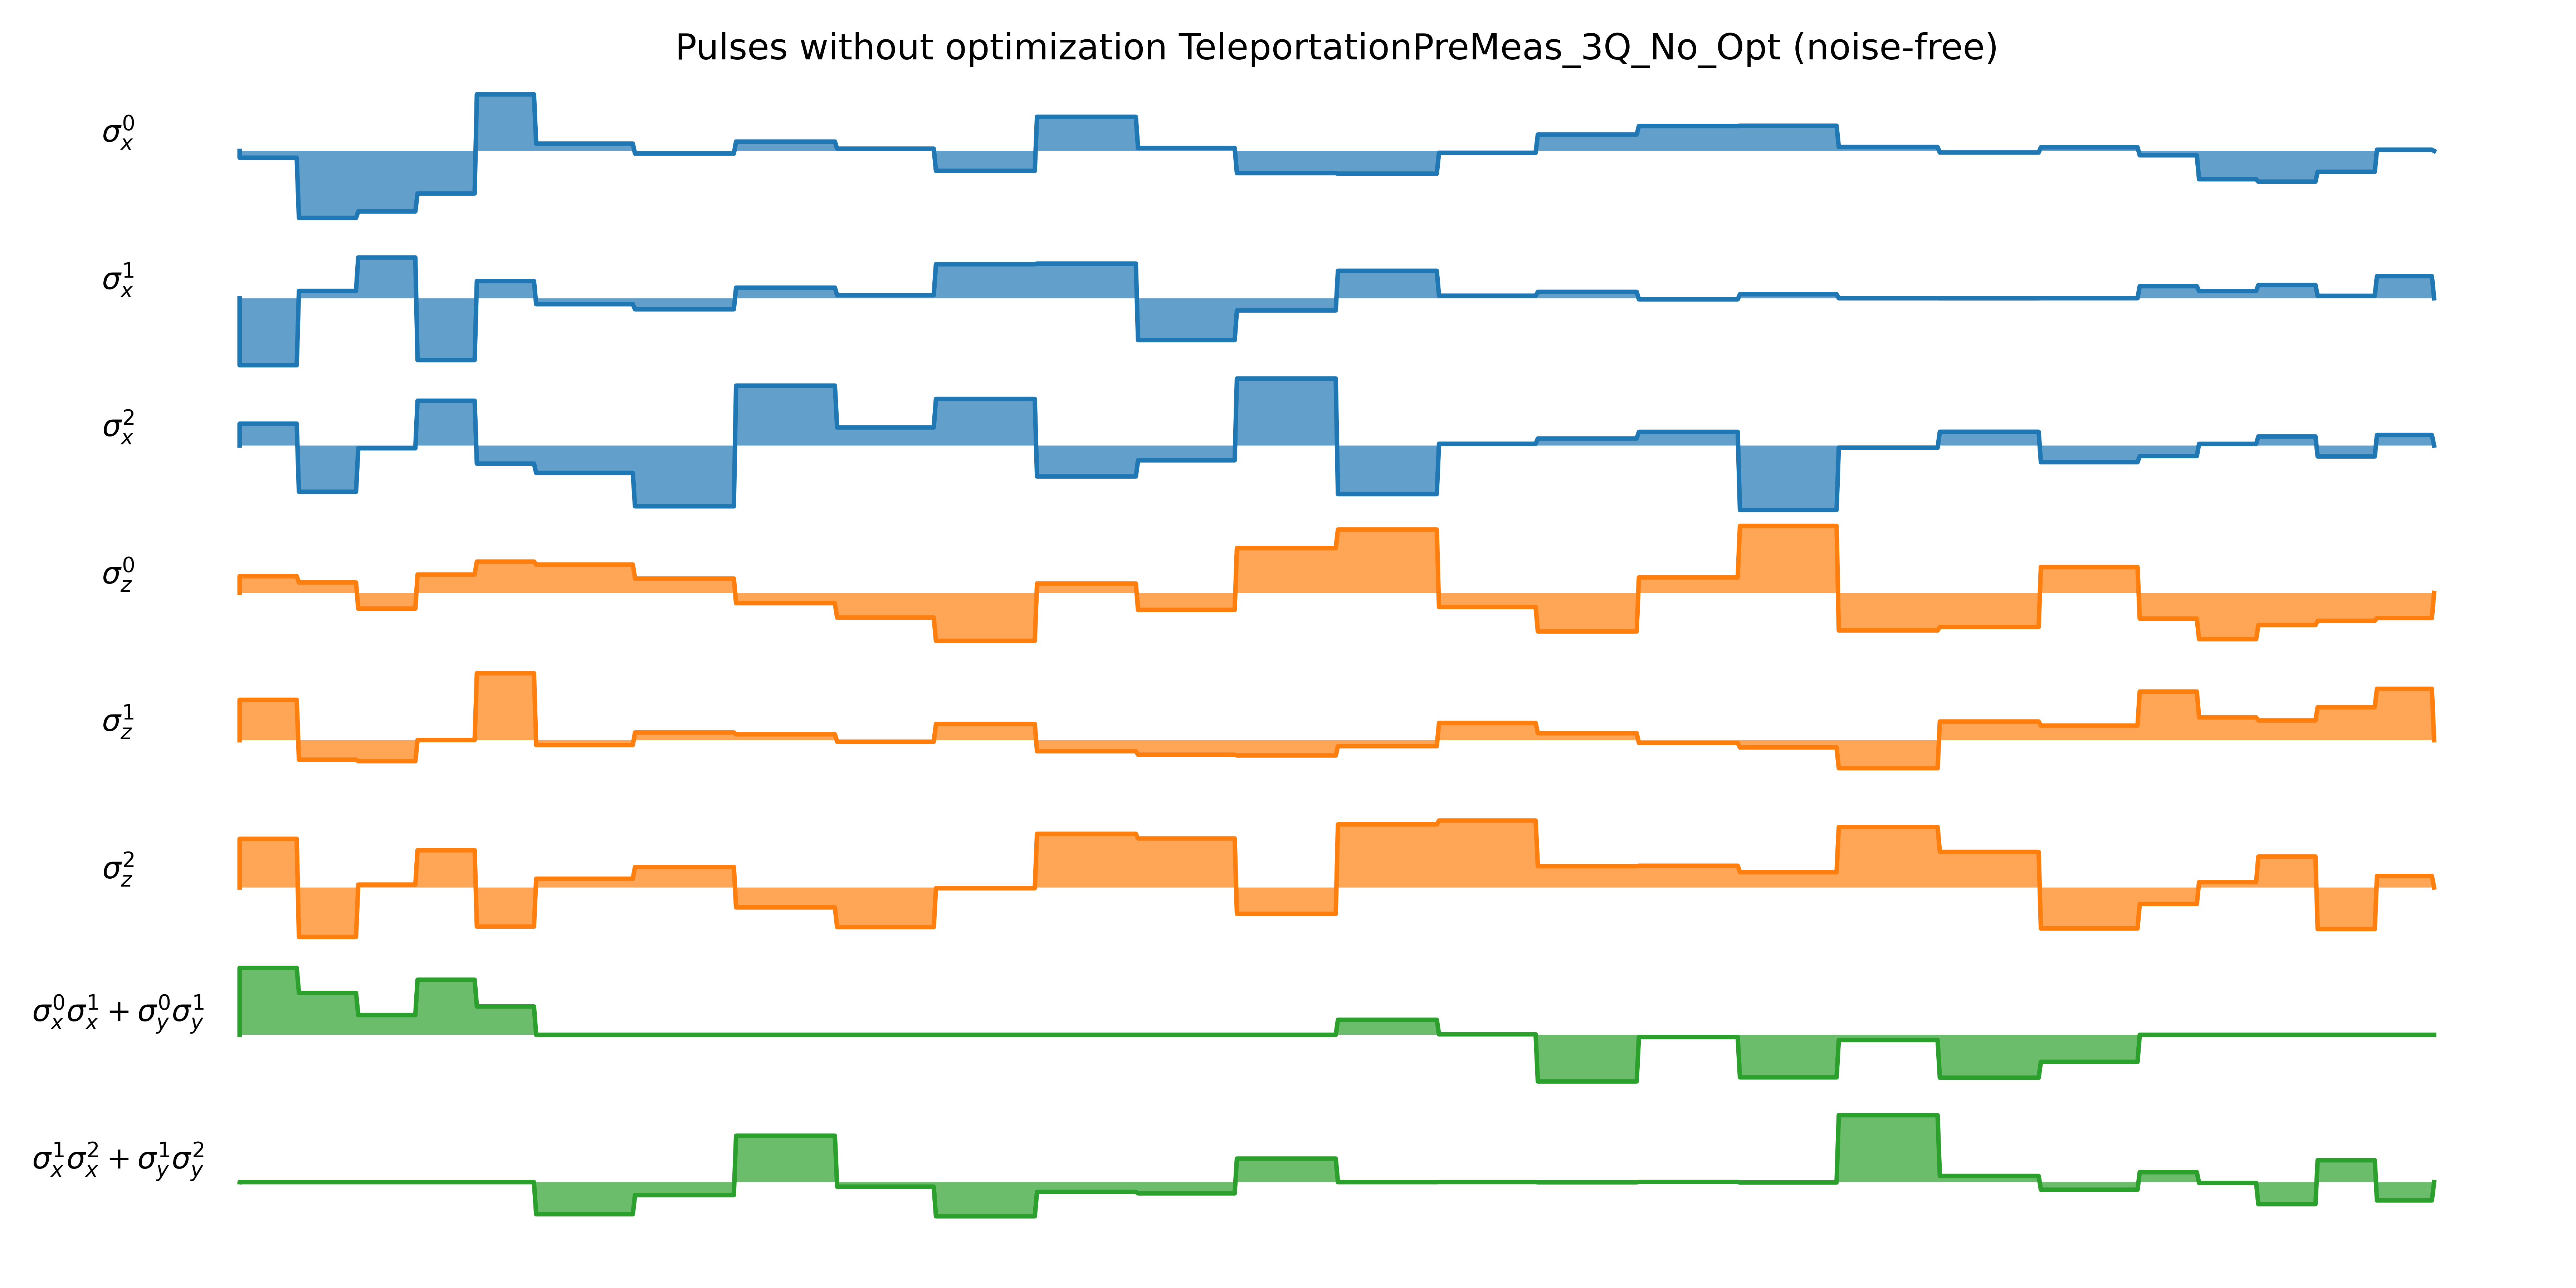 Pulses without optimization TeleportationPreMeas_3Q_No_Opt (noise-free)
σ_x^0
σ_x^1
σ_x^2
σ_z^0
σ_z^1
σ_z^2
σ_x^0σ_x^1 + σ_y^0σ_y^1
σ_x^1σ_x^2 + σ_y^1σ_y^2